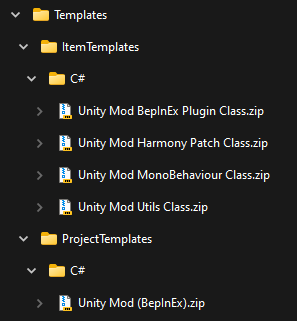 Templates
ItemTemplates
C#
Unity Mod BepInEx Plugin Class.zip
Unity Mod Harmony Patch Class.zip
Unity Mod MonoBehaviour Class.zip
Unity Mod Utils Class.zip
ProjectTemplates
C#
Unity Mod (BepInEx).zip